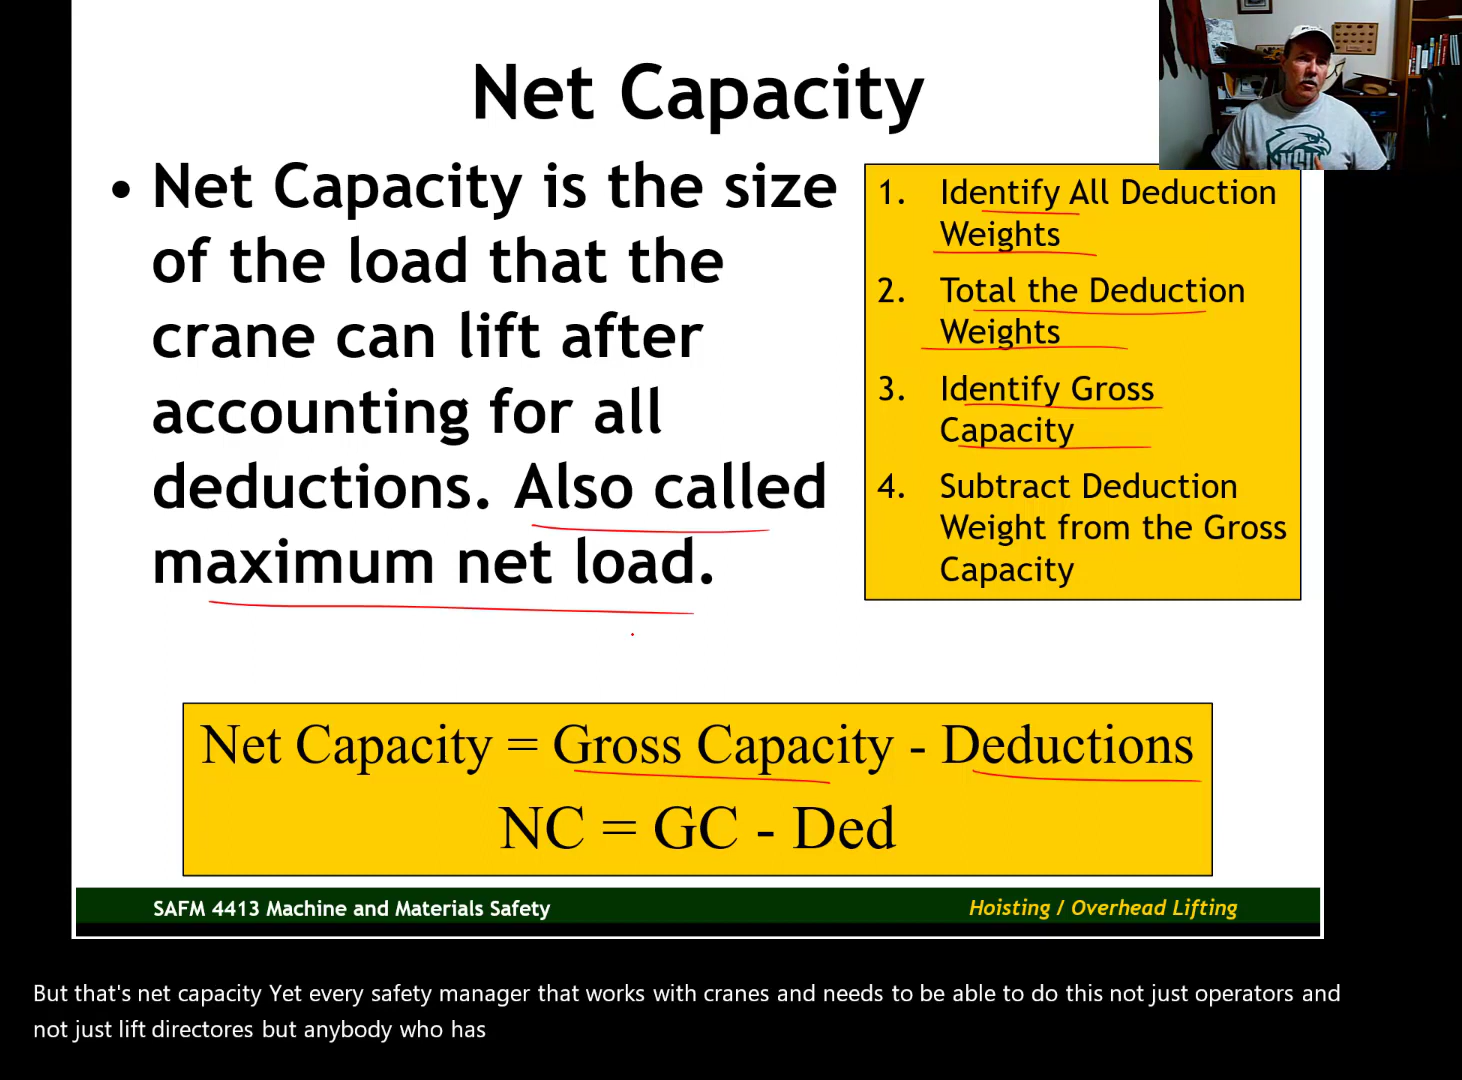 Net Capacity
• Net Capacity is the size
of the load that the
crane can lift after
accounting for all
deductions. Also called
maximum net load.
1. Identify All Deduction
Weights
2. Total the Deduction
Weights
3. Identify Gross
Capacity
4. Subtract Deduction
Weight from the Gross
Capacity
Net Capacity = Gross Capacity - Deductions
NC = GC - Ded
SAFM 4413 Machine and Materials Safety
Hoisting / Overhead Lifting
But that's net capacity Yet every safety manager that works with cranes and needs to be able to do this not just operators and
not just lift directores but anybody who has